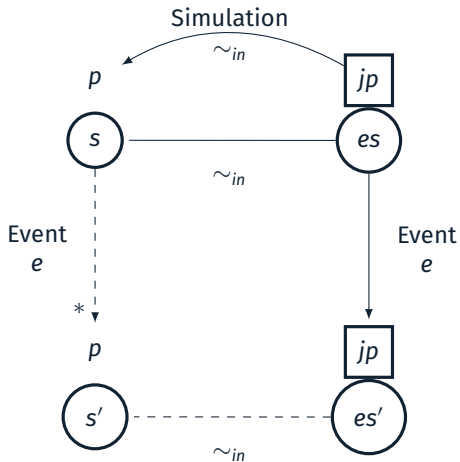 Simulation
∼in
p
jp
s
es
∼in
Event
e
Event
e
*
p
jp
s′
es′
∼in